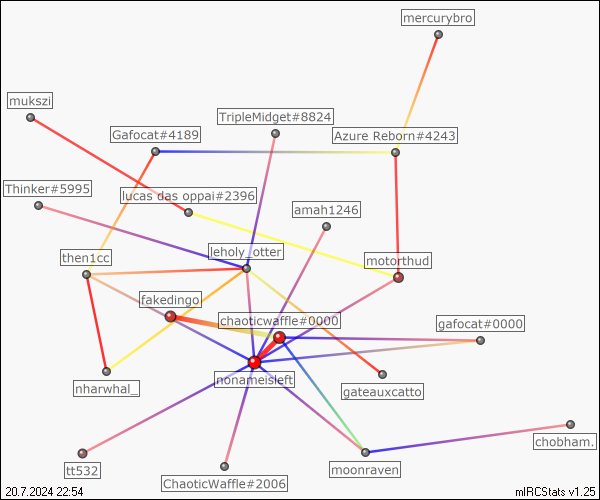 mercurybro
mukszi
TripleMidget#8824
Gafocat#4189
Azure Reborn#4243
Thinker#5995
lucas das oppai#2396
amah1246
leholy_otter
then1cc
motorthud
fakedingo
chaoticwaffle#0000
gafocat#0000
nonameisleft
nharwhal_
gateauxcatto
chobham.
tt532
moonraven
ChaoticWaffle#2006
20.7.2024 22:54
mIRCStats v1.25